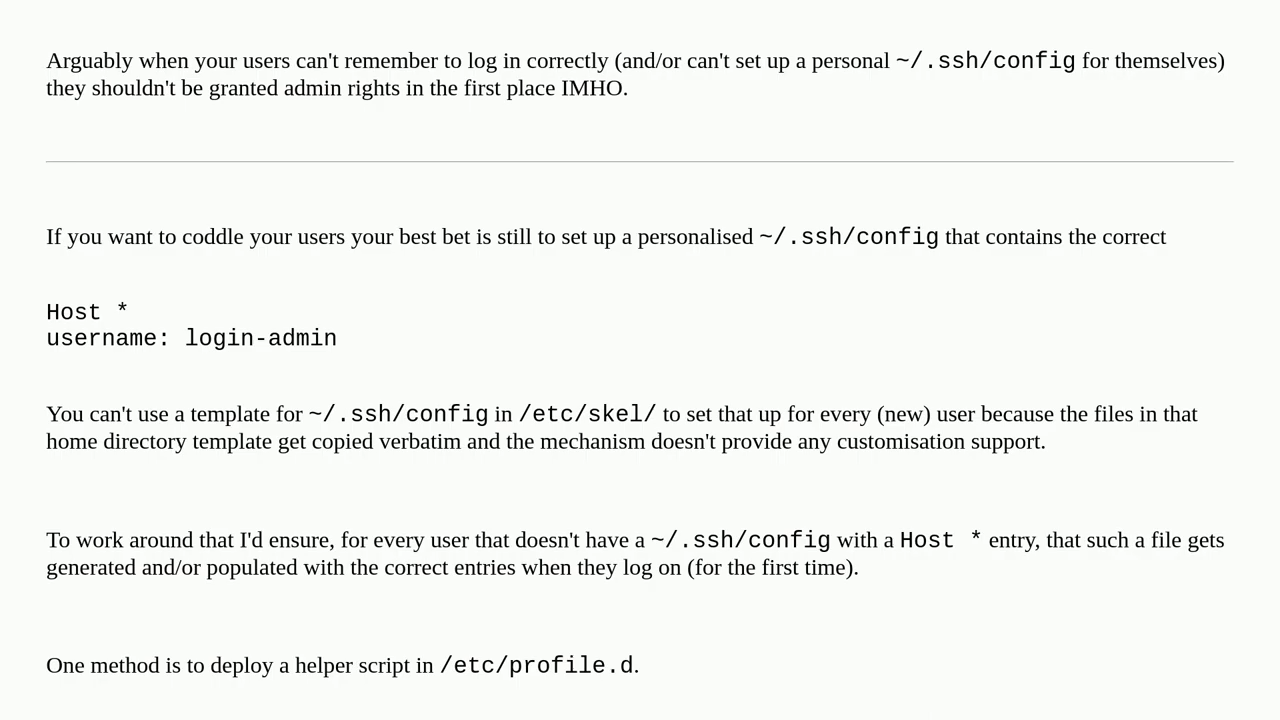 Arguably when your users can't remember to log in correctly (and/or can't set up a personal ~/.ssh/config for themselves)
they shouldn't be granted admin rights in the first place IMHO.
If you want to coddle your users your best bet is still to set up a personalised ~/.ssh/config that contains the correct
Host *
username: login-admin
You can't use a template for ~/.ssh/config in /etc/skel/ to set that up for every (new) user because the files in that
home directory template get copied verbatim and the mechanism doesn't provide any customisation support.
To work around that I'd ensure, for every user that doesn't have a ~/.ssh/config with a Host * entry, that such a file gets
generated and/or populated with the correct entries when they log on (for the first time).
One method is to deploy a helper script in /etc/profile.d.